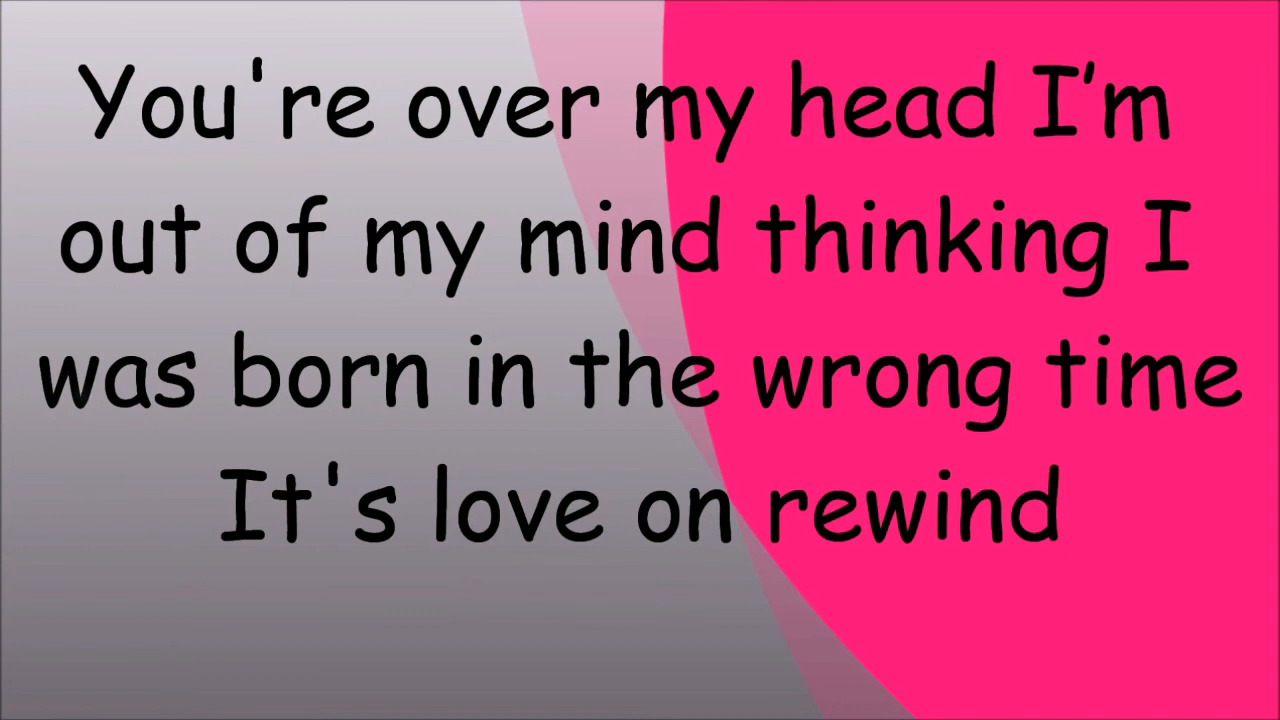 You're over my head I’m
out of my mind thinking I
was born in the wrong time
It's love on rewind